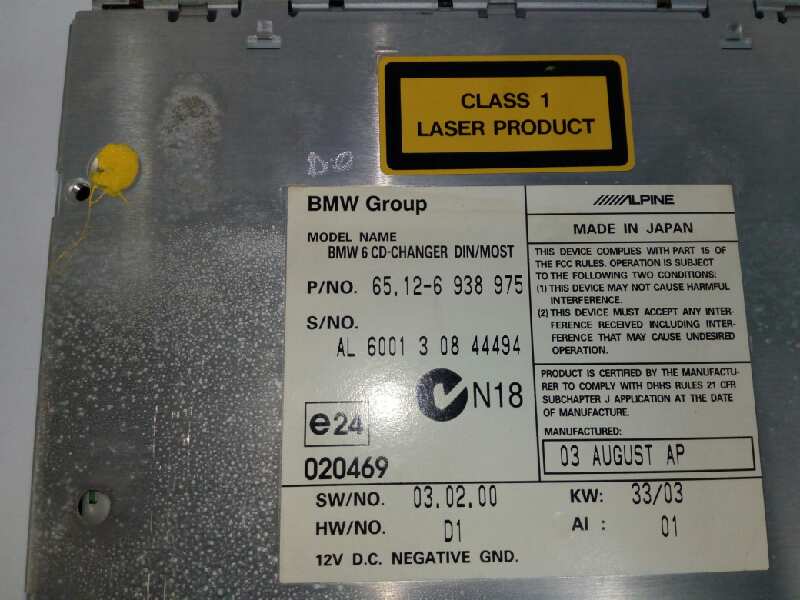 CLASS 1
LASER PRODUCT
D.O
BMW Group
MODEL NAME
BMW 6 CD-CHANGER DIN/MOST
P/NO. 65.12-6 938 975
S/NO.
AL 6001 3 08 44494
N18
e24
020469
ALPINE
MADE IN JAPAN
THIS DEVICE COMPLIES WITH PART 15 OF
THE FCC RULES. OPERATION IS SUBJECT
TO THE FOLLOWING TWO CONDITIONS:
(1) THIS DEVICE MAY NOT CAUSE HARMFUL
INTERFERENCE.
(2) THIS DEVICE MUST ACCEPT ANY INTER-
FERENCE RECEIVED INCLUDING INTER-
FERENCE THAT MAY CAUSE UNDESIRED
OPERATION.
PRODUCT IS CERTIFIED BY THE MANUFACTU-
RER TO COMPLY WITH DHHS RULES 21 CFR
SUBCHAPTER J APPLICATION AT THE DATE
OF MANUFACTURE.
MANUFACTURED:
03 AUGUST AP
SW/NO. 03.02.00
KW: 33/03
HW/NO. D1
AI : 01
12V D.C. NEGATIVE GND.